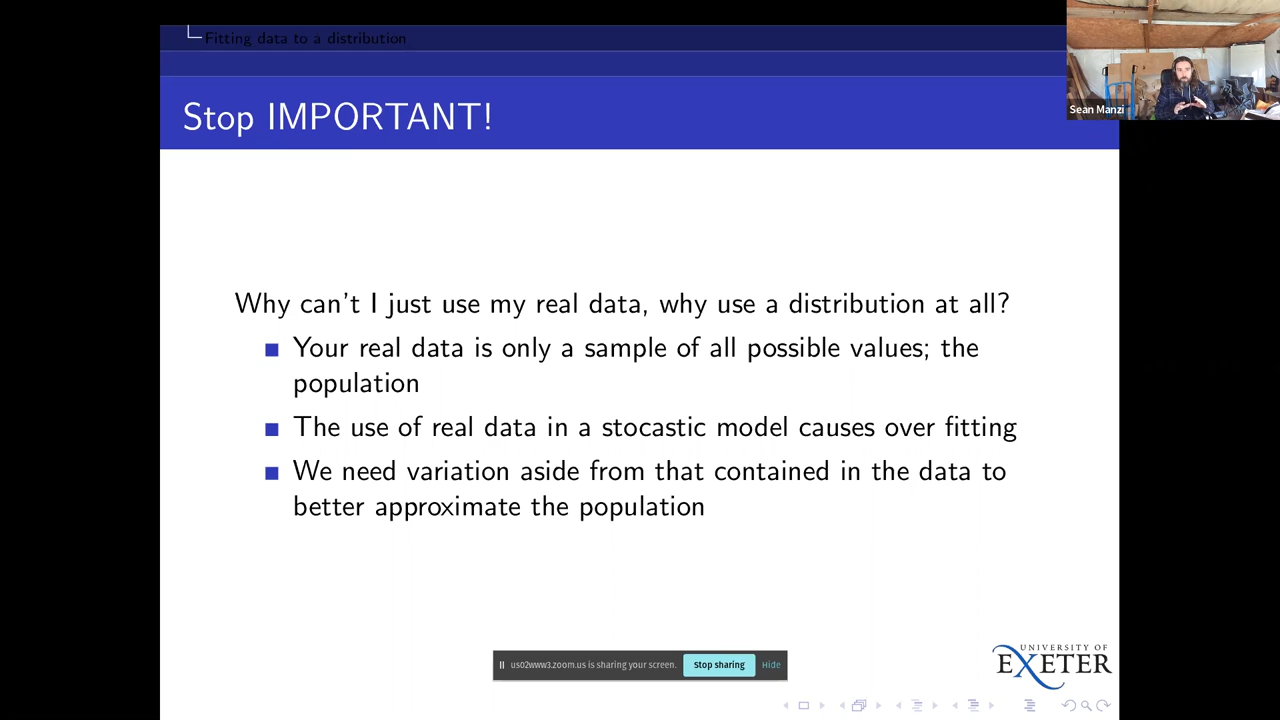 Fitting data to a distribution
Stop IMPORTANT!
Sean Manzi
Why can't I just use my real data, why use a distribution at all?
Your real data is only a sample of all possible values; the
population
The use of real data in a stocastic model causes over fitting
We need variation aside from that contained in the data to
better approximate the population
us02www3.zoom.us is sharing your screen.
Stop sharing
Hide
UNIVERSITY OF
EXETER